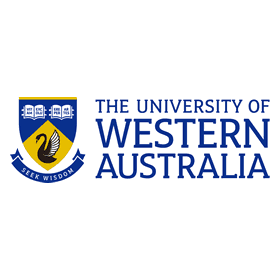 THE UNIVERSITY OF
WESTERN
AUSTRALIA
SEEK WISDOM